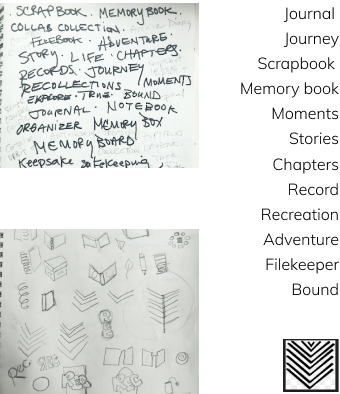 . SCRAPBOOK. MEMORYBOOK.
COLLAB COLLECTION.
FILEBOOK. ADVENTURE.
STORY. LIFE. CHAPTERS.
RECORDS. JOURNEY
RECOLLECTIONS. MOMENTS
EXPLORE. TRUE. BOUND
JOURNAL. NOTEBOOK
ORGANIZER MEMORY BOX
MEMORY BOARD
Keepsake safekeeping,
Journal
Journey
Scrapbook
Memory book
Moments
Stories
Chapters
Record
Recreation
Adventure
Filekeeper
Bound
Rec